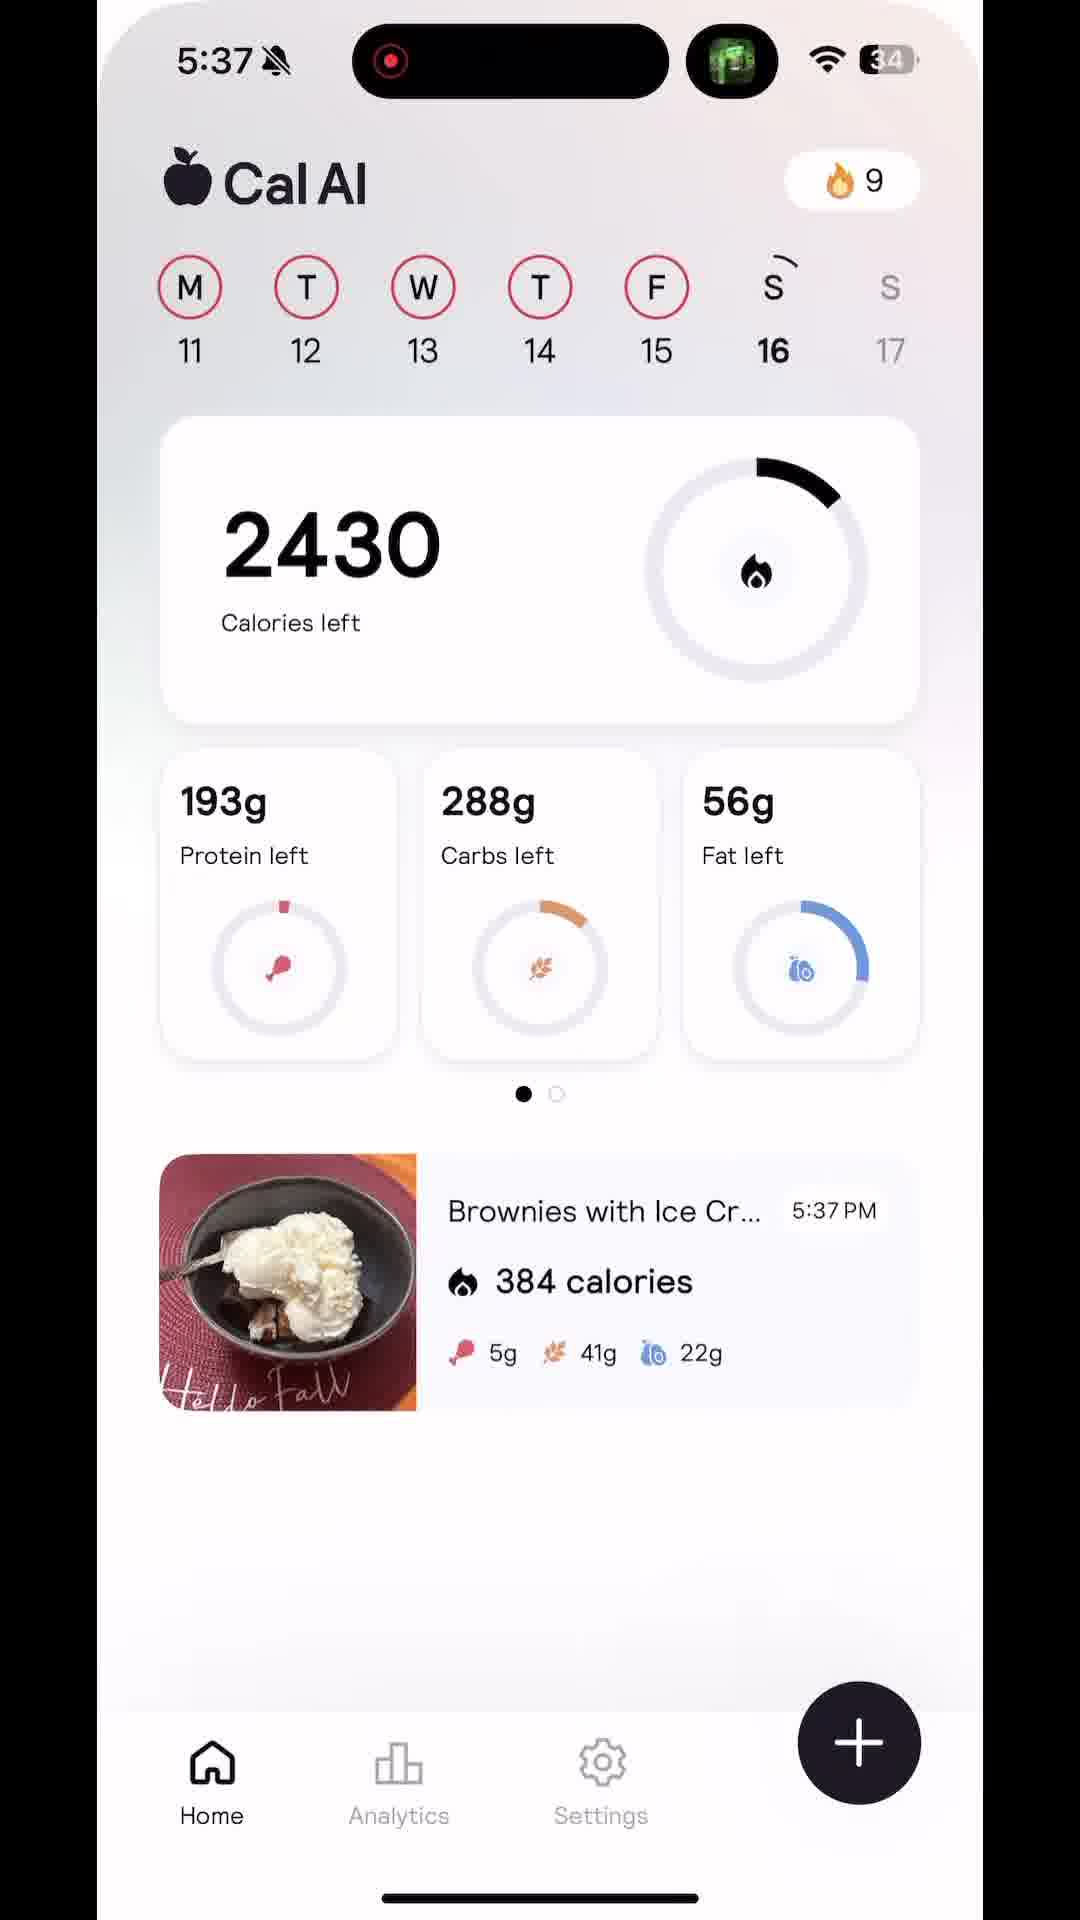 5:37
34
Cal AI
9
M T W T F S S
11 12 13 14 15 16 17
2430
Calories left
193g
Protein left
288g
Carbs left
56g
Fat left
Brownies with Ice Cr...
5:37 PM
384 calories
5g 41g 22g
Hello Fall
Home
Analytics
Settings